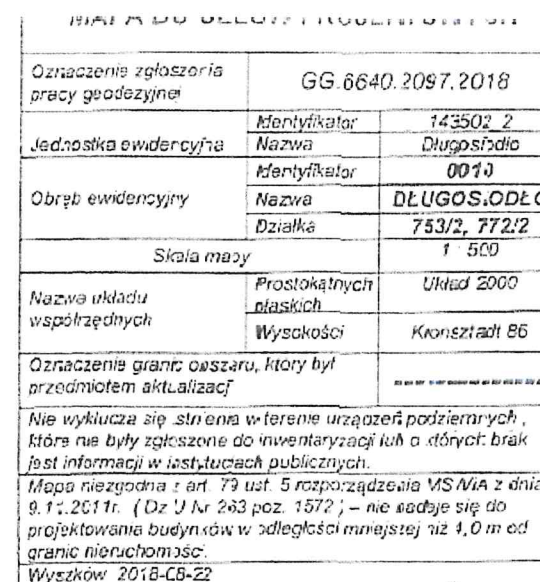 MAPA DO CELÓW PROJEKTOWYCH
Oznaczenie zgłoszenia pracy geodezyjnej GG.6640.2097.2018
Jednostka ewidencyjna Identyfikator 143502_2
Nazwa Długosiodło
Obręb ewidencyjny Identyfikator 0010
Nazwa DŁUGOSIODŁO
Działka 753/2, 772/2
Skala mapy 1 : 500
Nazwa układu współrzędnych Prostokątnych płaskich Układ 2000
Wysokości Kronsztadt 86
Oznaczenie granic obszaru, który był
przedmiotem aktualizacji
Nie wyklucza się istnienia w terenie urządzeń podziemnych ,
które nie były zgłoszone do inwentaryzacji lub o których brak
jest informacji w instytucjach publicznych.
Mapa niezgodna z art. 79 ust. 5 rozporządzenia MSWiA z dnia
9.11.2011r. ( Dz U Nr 263 poz. 1572 ) – nie nadaje się do
projektowania budynków w odległości mniejszej niż 4,0 m od
granic nieruchomości.
Wyszków 2018-08-22